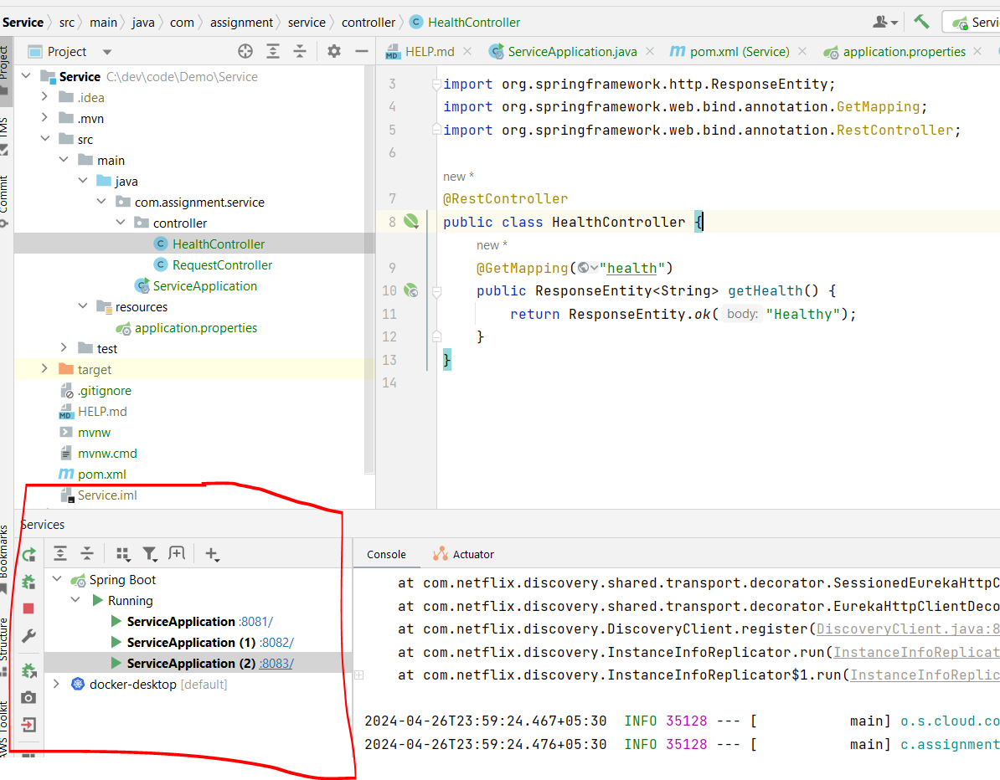 Service src main java com assignment service controller HealthController Servi
Project
HELP.md ServiceApplication.java pom.xml (Service) application.properties
Project
TMS
Commit
Bookmarks
Structure
AWS Toolkit
Service C:\dev\code\Demo\Service
.idea
.mvn
src
main
java
com.assignment.service
controller
HealthController
RequestController
ServiceApplication
resources
application.properties
test
target
.gitignore
HELP.md
mvnw
mvnw.cmd
pom.xml
Service.iml
3 import org.springframework.http.ResponseEntity;
4 import org.springframework.web.bind.annotation.GetMapping;
5 import org.springframework.web.bind.annotation.RestController;
6
new *
7 @RestController
8 public class HealthController {
new *
9 @GetMapping("health")
10 public ResponseEntity<String> getHealth() {
11 return ResponseEntity.ok( body: "Healthy");
12 }
13 }
14
Services
Spring Boot
Running
ServiceApplication :8081/
ServiceApplication (1) :8082/
ServiceApplication (2) :8083/
docker-desktop [default]
Console Actuator
at com.netflix.discovery.shared.transport.decorator.SessionedEurekaHttpC
at com.netflix.discovery.shared.transport.decorator.EurekaHttpClientDeco
at com.netflix.discovery.DiscoveryClient.register(DiscoveryClient.java:8
at com.netflix.discovery.InstanceInfoReplicator.run(InstanceInfoReplicat
at com.netflix.discovery.InstanceInfoReplicator$1.run(InstanceInfoReplic
2024-04-26T23:59:24.467+05:30 INFO 35128 --- [ main] o.s.cloud.co
2024-04-26T23:59:24.476+05:30 INFO 35128 --- [ main] c.assignment